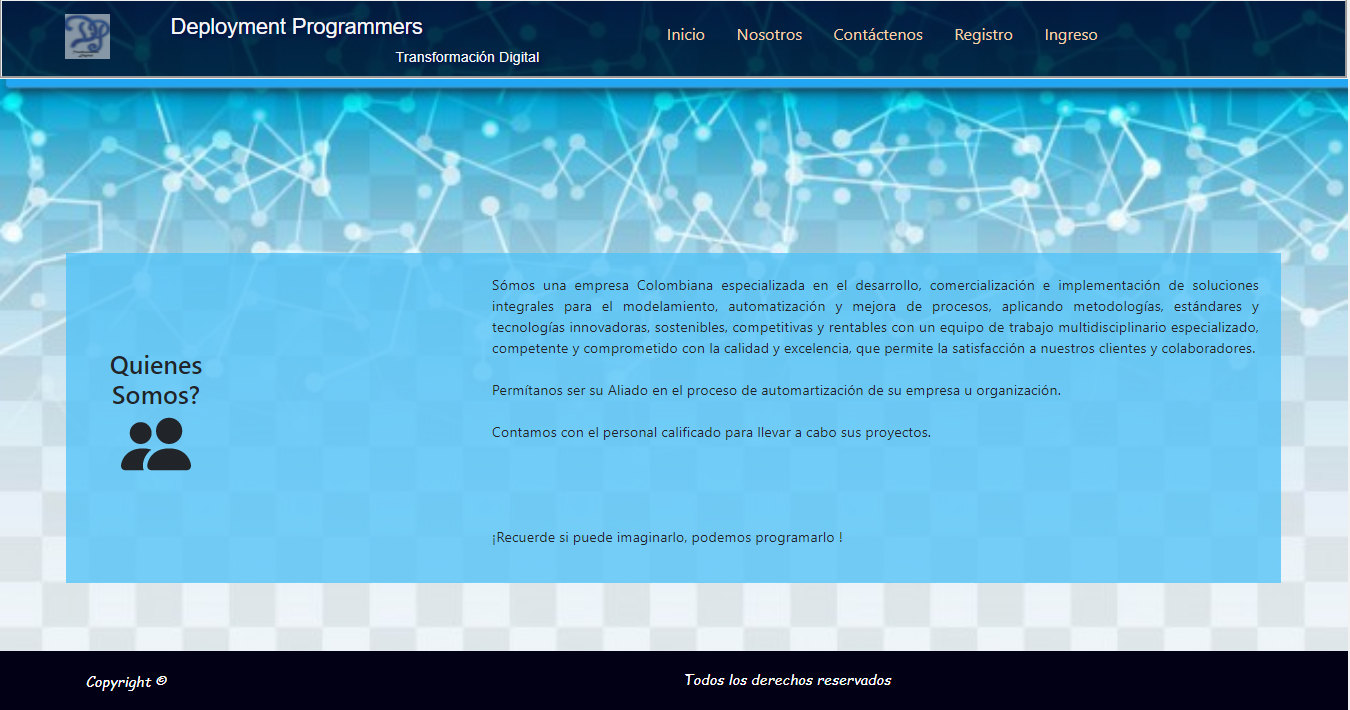 Deployment Programmers
Transformación Digital
Inicio Nosotros Contáctenos Registro Ingreso
Quienes
Somos?
Sómos una empresa Colombiana especializada en el desarrollo, comercialización e implementación de soluciones
integrales para el modelamiento, automatización y mejora de procesos, aplicando metodologías, estándares y
tecnologías innovadoras, sostenibles, competitivas y rentables con un equipo de trabajo multidisciplinario especializado,
competente y comprometido con la calidad y excelencia, que permite la satisfacción a nuestros clientes y colaboradores.
Permítanos ser su Aliado en el proceso de automartización de su empresa u organización.
Contamos con el personal calificado para llevar a cabo sus proyectos.
¡Recuerde si puede imaginarlo, podemos programarlo !
Copyright ©
Todos los derechos reservados